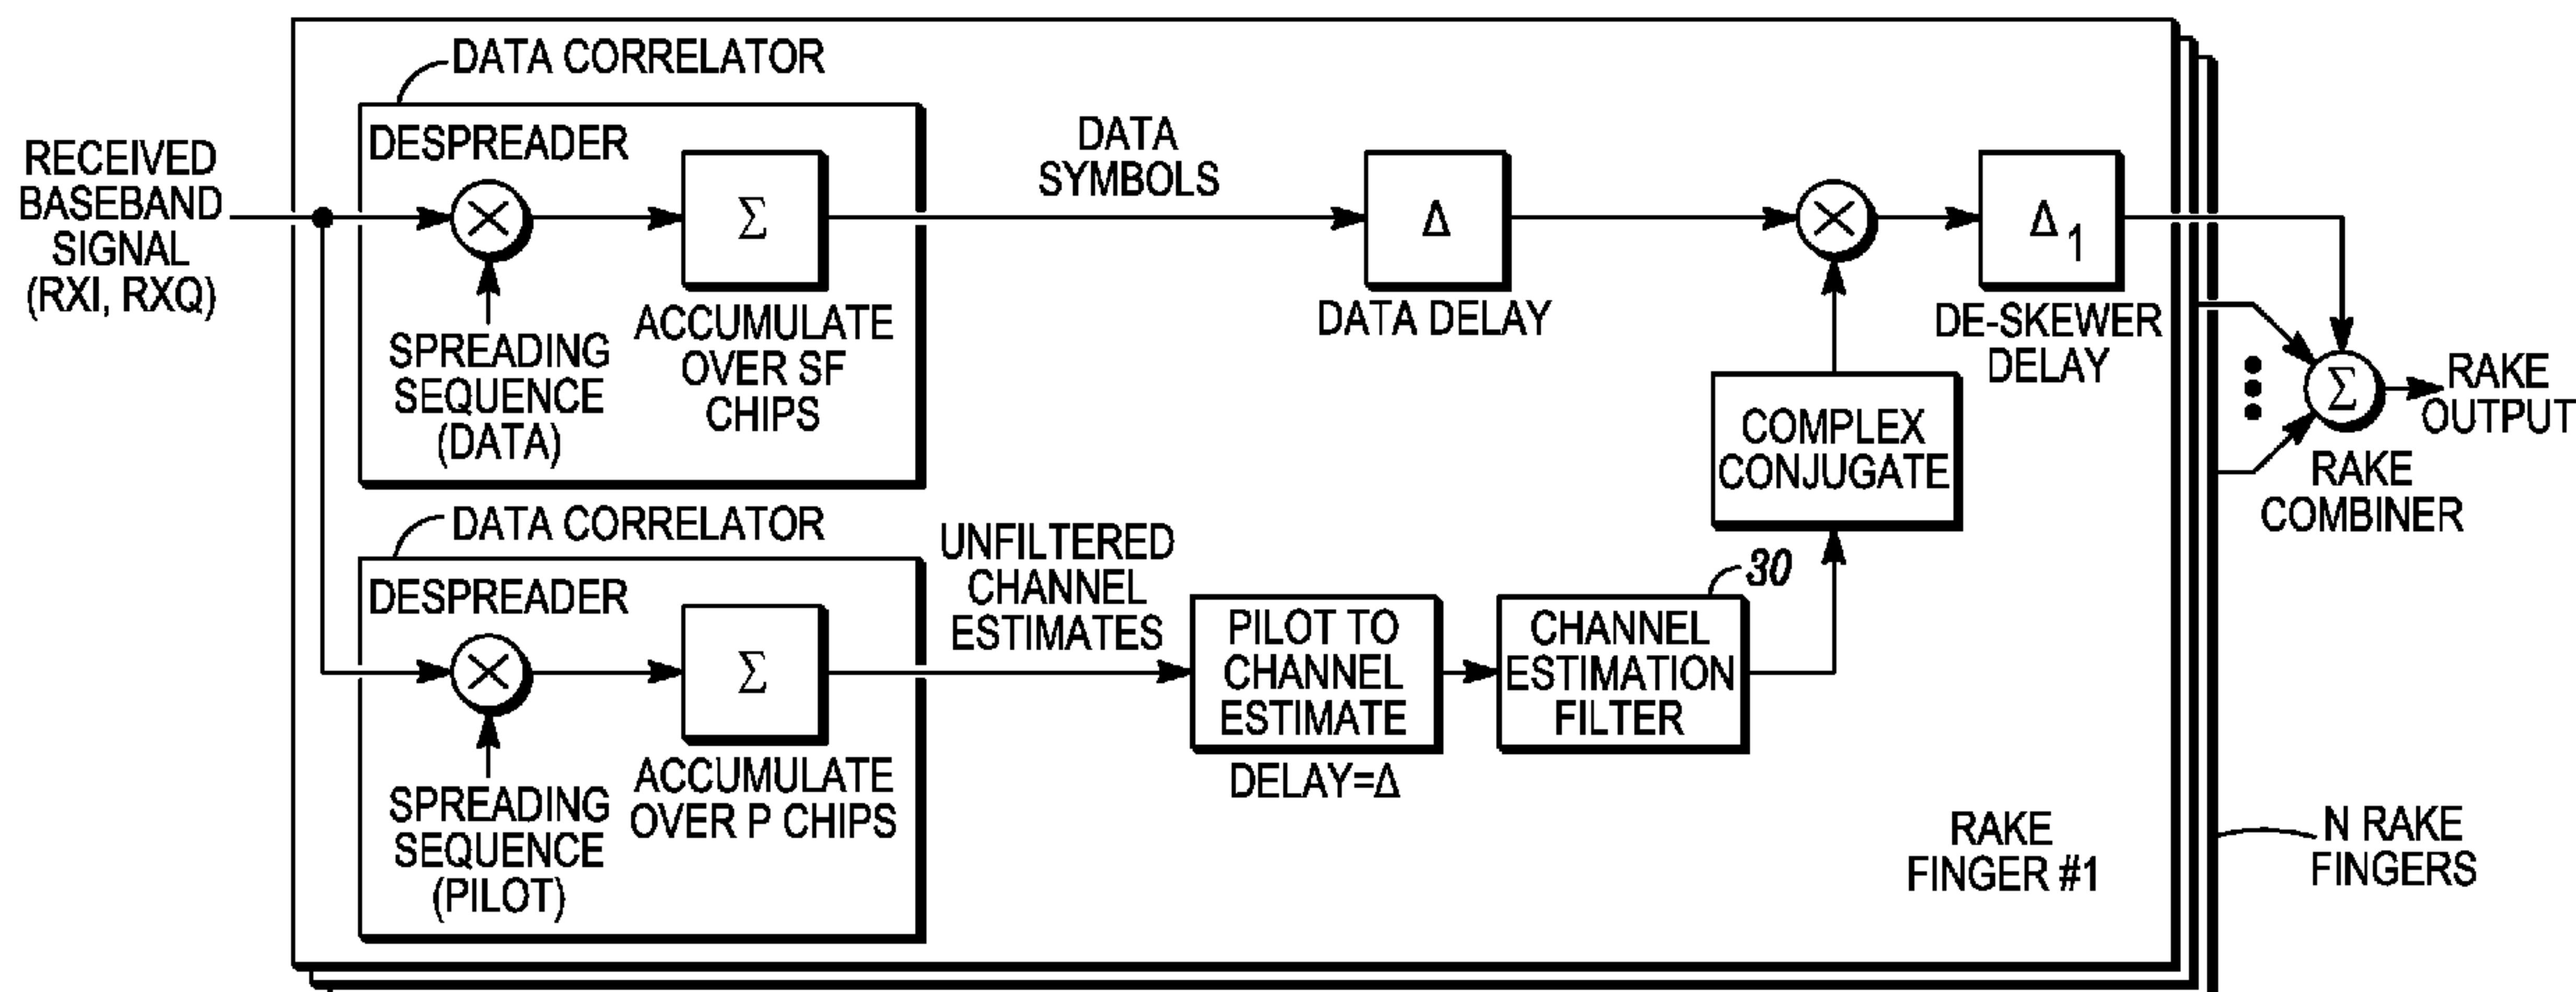 DATA CORRELATOR
RECEIVED
BASEBAND
SIGNAL
(RXI, RXQ)
DESPREADER
Σ
SPREADING
SEQUENCE
(DATA)
ACCUMULATE
OVER SF
CHIPS
DATA
SYMBOLS
Δ
DATA DELAY
Δ1
DE-SKEWER
DELAY
COMPLEX
CONJUGATE
Σ
RAKE
OUTPUT
RAKE
COMBINER
DATA CORRELATOR
DESPREADER
Σ
SPREADING
SEQUENCE
(PILOT)
ACCUMULATE
OVER P CHIPS
UNFILTERED
CHANNEL
ESTIMATES
PILOT TO
CHANNEL
ESTIMATE
DELAY=Δ
30
CHANNEL
ESTIMATION
FILTER
RAKE
FINGER #1
N RAKE
FINGERS